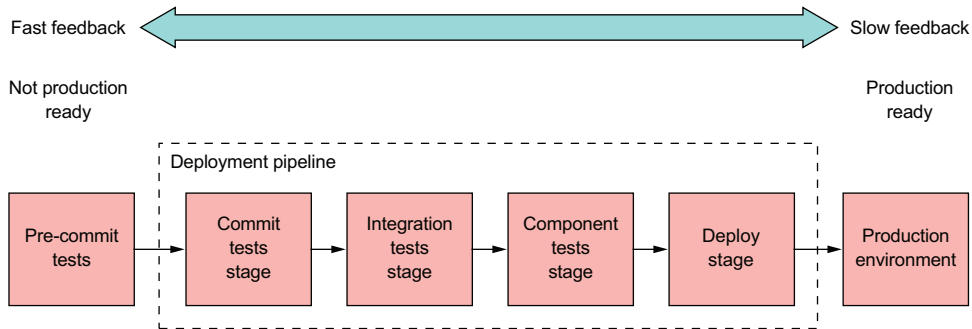 Fast feedback
Slow feedback
Not production
ready
Production
ready
Deployment pipeline
Pre-commit
tests
Commit
tests
stage
Integration
tests
stage
Component
tests
stage
Deploy
stage
Production
environment